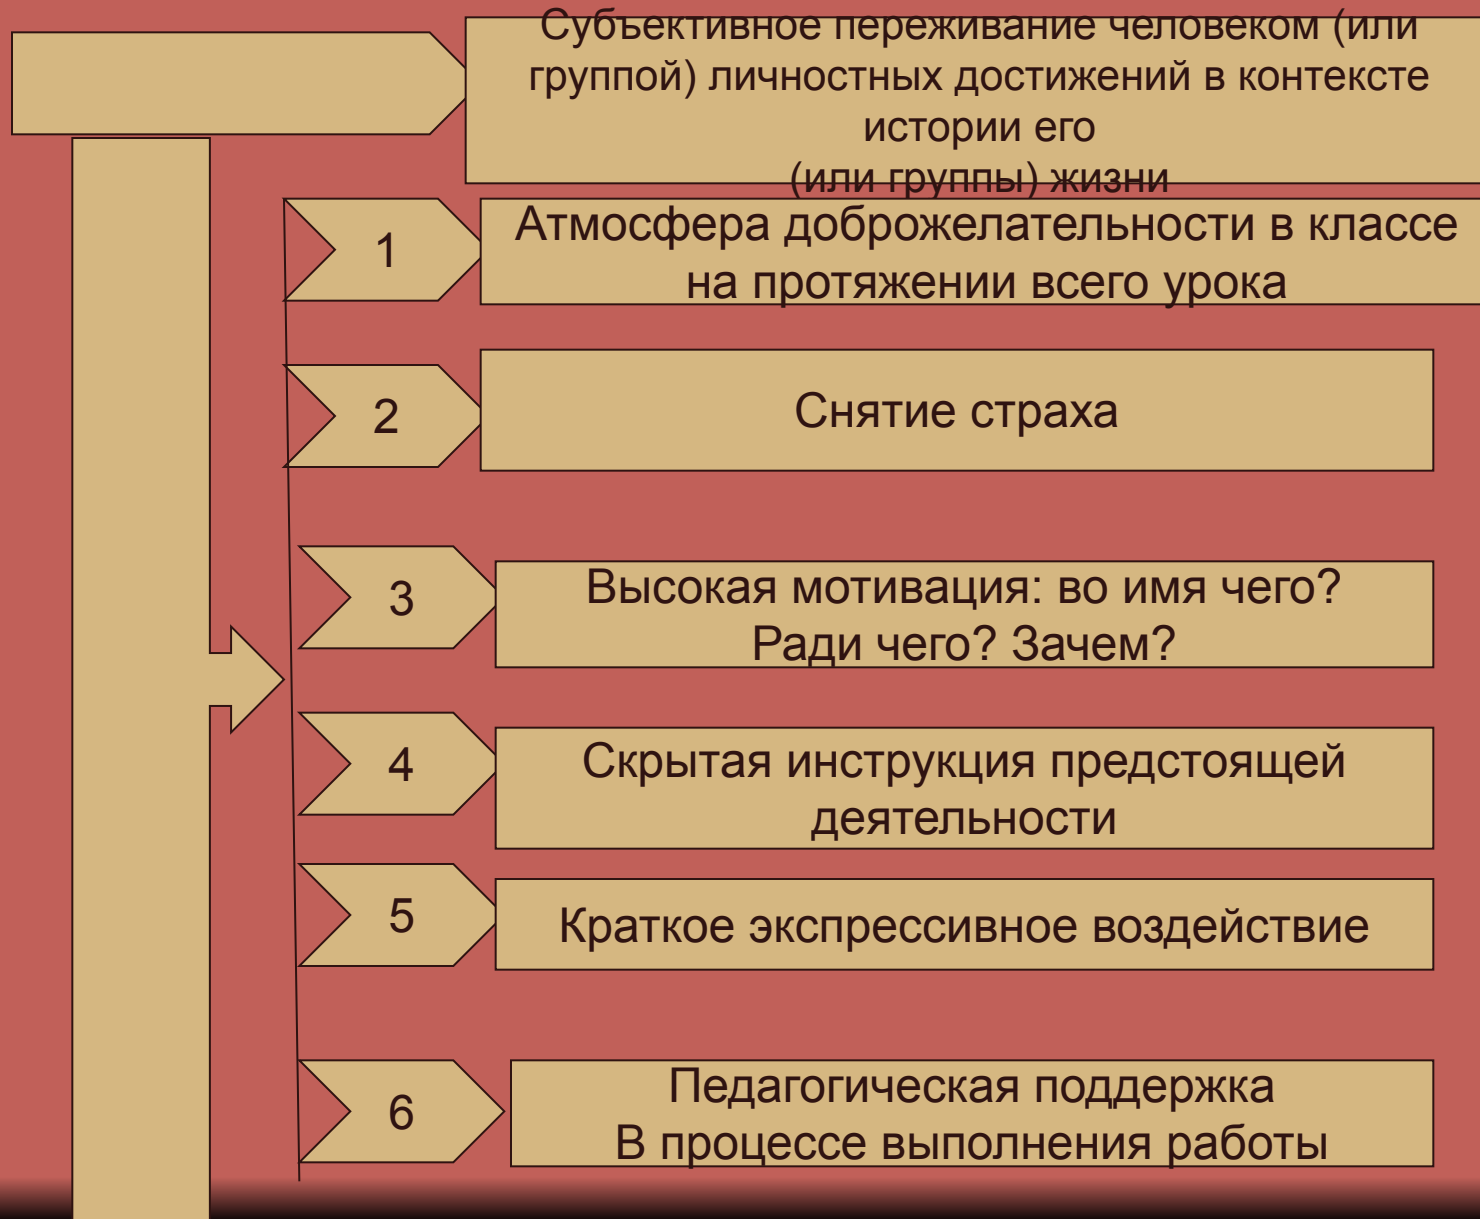 Субъективное переживание человеком (или
группой) личностных достижений в контексте
истории его
(или группы) жизни
1
Атмосфера доброжелательности в классе
на протяжении всего урока
2
Снятие страха
3
Высокая мотивация: во имя чего?
Ради чего? Зачем?
4
Скрытая инструкция предстоящей
деятельности
5
Краткое экспрессивное воздействие
6
Педагогическая поддержка
В процессе выполнения работы